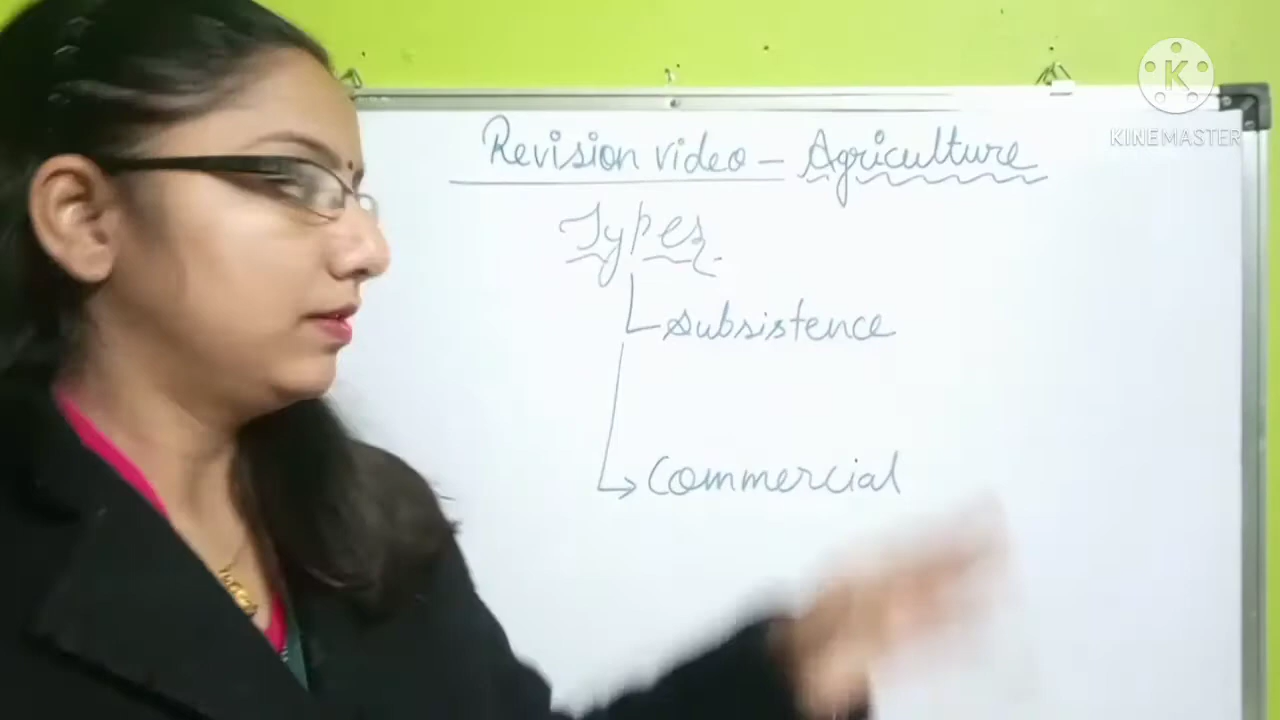 Revision video - Agriculture
Types
Subsistence
Commercial
K
KINEMASTER